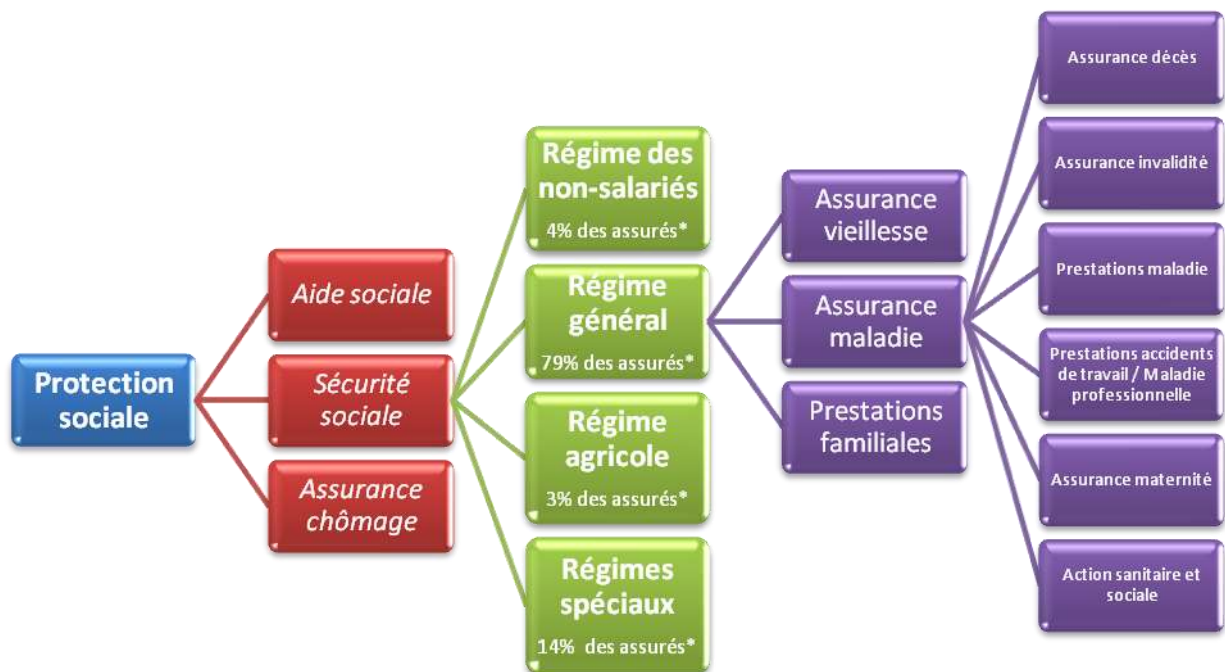 Protection
sociale
Aide sociale
Sécurité
sociale
Assurance
chômage
Régime des
non-salariés
4% des assurés*
Régime
général
79% des assurés*
Régime
agricole
3% des assurés*
Régimes
spéciaux
14%  des assurés*
Assurance
vieillesse
Assurance
maladie
Prestations
familiales
Assurance décès
Assurance invalidité
Prestations maladie
Prestations accidents
de travail / Maladie
professionnelle
Assurance maternité
Action sanitaire et
sociale